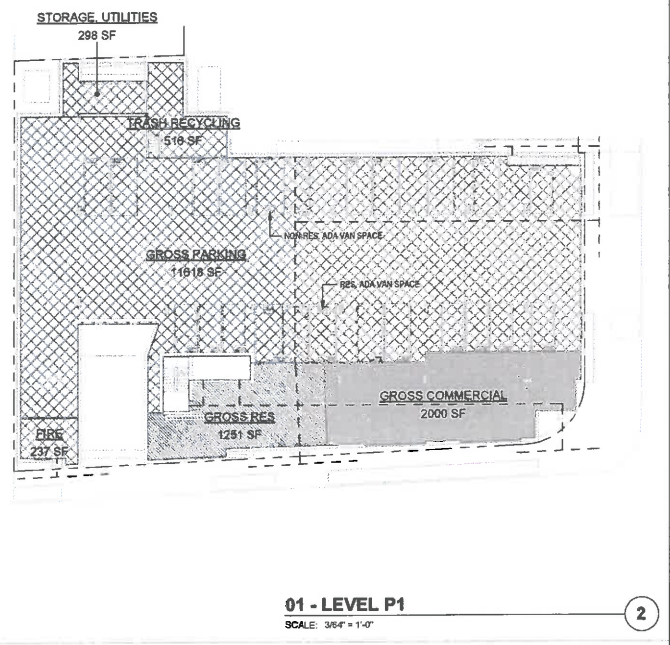 STORAGE, UTILITIES
298 SF
TRASH RECYCLING
516 SF
NON RES, ADA VAN SPACE
GROSS PARKING
11618 SF
RES, ADA VAN SPACE
GROSS COMMERCIAL
2000 SF
GROSS RES
1251 SF
FIRE
237 SF
01 - LEVEL P1
2
SCALE: 3/64" = 1'-0"